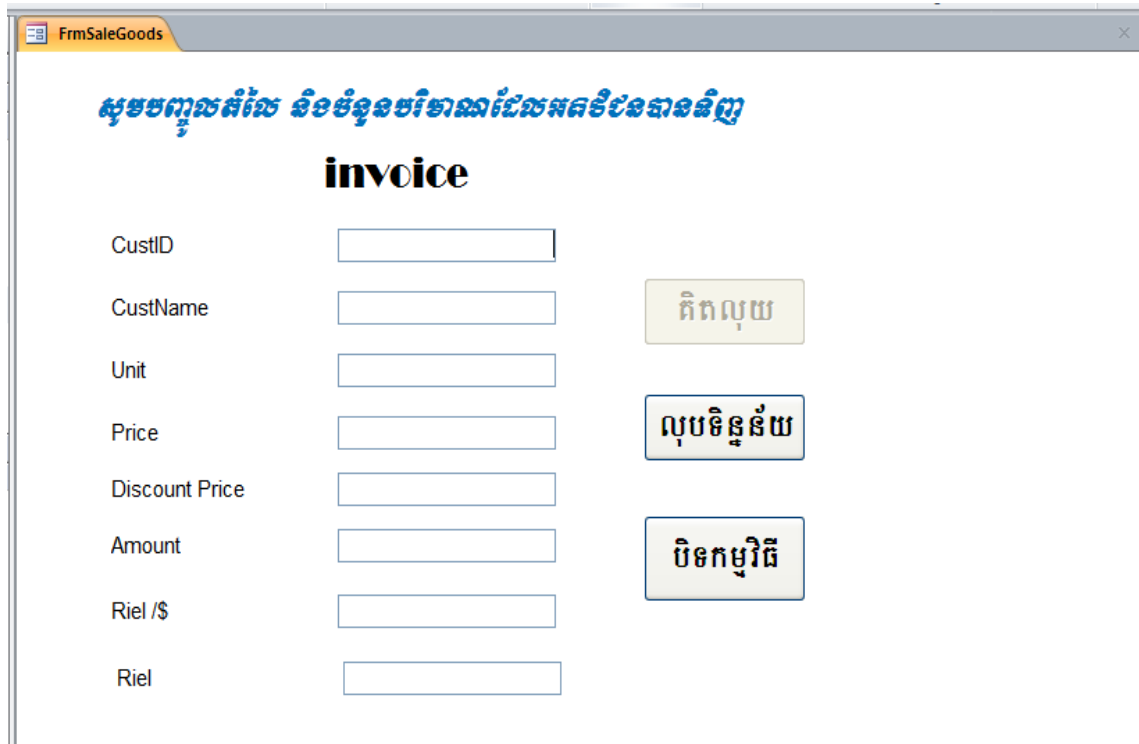 FrmSaleGoods
សូមបញ្ចូលតំលៃ និងចំនួនបរិមាណដែលអតិថិជនបានទិញ
invoice
CustID
CustName
គិតលុយ
Unit
Price
លុបទិន្នន័យ
Discount Price
Amount
បិទកម្មវិធី
Riel /$
Riel